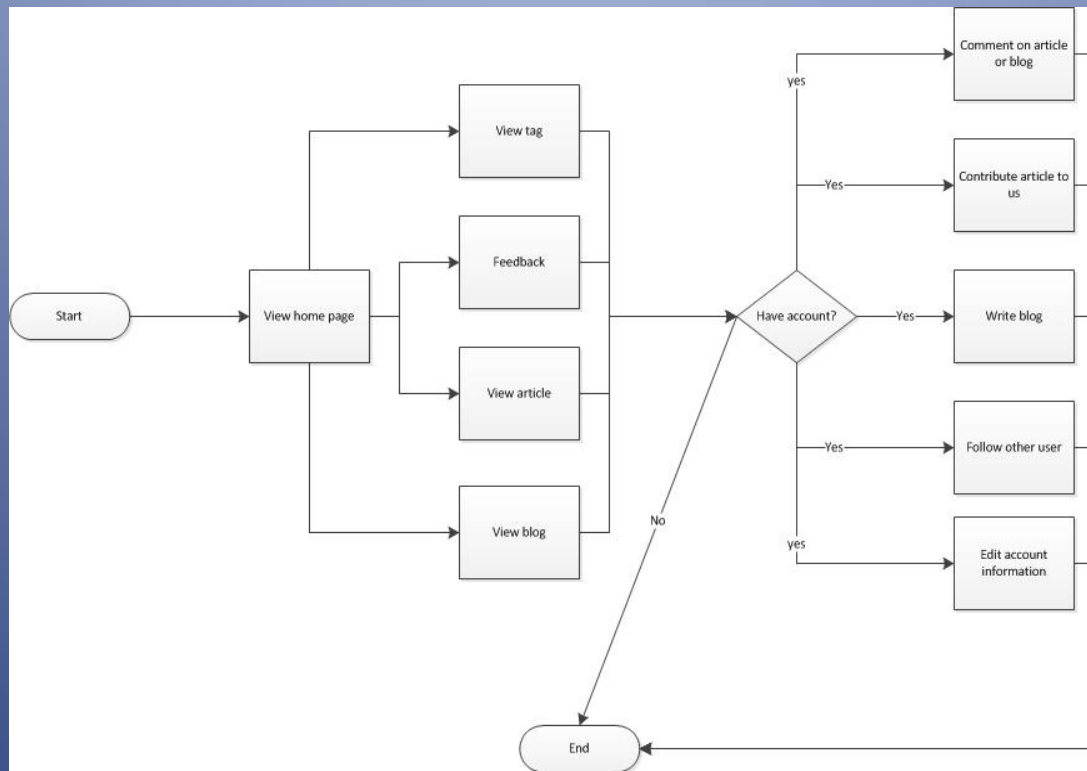 Start
View home page
View tag
Feedback
View article
View blog
Have account?
yes
Comment on article
or blog
Yes
Contribute article to
us
Yes
Write blog
Yes
Follow other user
yes
Edit account
information
No
End